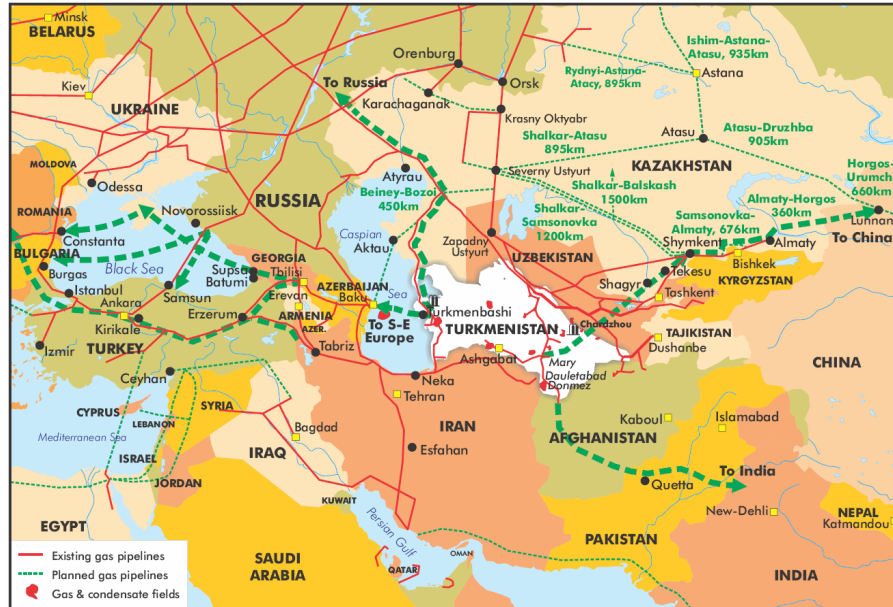 Minsk
BELARUS
Kiev
UKRAINE
MOLDOVA
Odessa
ROMANIA
Constanta
BULGARIA
Burgas
Black Sea
Novorossiisk
RUSSIA
To Russia
Orenburg
Orsk
Karachaganak
Krasny Oktyabr
Rydnyi-Astana-
Atacy, 895km
Ishim-Astana-
Atasu, 935km
Astana
Atasu
Shalkar-Atasu
895km
Atasu-Druzhba
905km
KAZAKHSTAN
Severny Ustyurt
Atyrau
Beiney-Bozoi
450km
Shalkar-Balskash
1500km
Shalkar-
Samsonovka
1200km
Samsonovka-
Almaty, 676km
Almaty-Horgos
360km
Horgos-
Urumch
660km
Luhnan
To China
Caspian
Sea
Aktau
Zapadny
Ustyurt
UZBEKISTAN
Shymkent
Almaty
Bishkek
KYRGYZSTAN
Tekesu
Shagyr
Tashkent
Istanbul
Ankara
Kirikale
Samsun
Supsa
Batumi
GEORGIA
Tbilisi
Erevan
ARMENIA
AZER.
AZERBAIJAN
Baku
Erzerum
TURKEY
Izmir
Ceyhan
Tabriz
To S-E
Europe
Turkmenbashi
TURKMENISTAN
Chardzhou
Ashgabat
Mary
Dauletabad
Donmez
TAJIKISTAN
Dushanbe
CHINA
Neka
Tehran
IRAN
Esfahan
CYPRUS
Mediterranean Sea
SYRIA
LEBANON
ISRAEL
JORDAN
Bagdad
IRAQ
KUWAIT
Persian Gulf
QATAR
OMAN
EGYPT
SAUDI
ARABIA
Kaboul
AFGHANISTAN
Islamabad
To India
Quetta
PAKISTAN
New-Dehli
NEPAL
Katmandou
INDIA
Existing gas pipelines
Planned gas pipelines
Gas & condensate fields